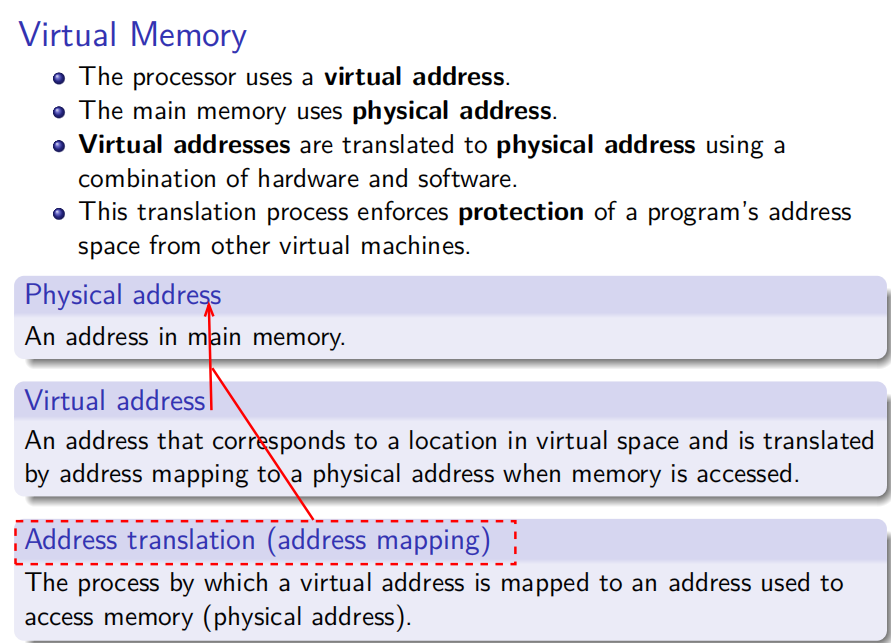 Virtual Memory
The processor uses a virtual address.
The main memory uses physical address.
Virtual addresses are translated to physical address using a
combination of hardware and software.
This translation process enforces protection of a program's address
space from other virtual machines.
Physical address
An address in main memory.
Virtual address
An address that corresponds to a location in virtual space and is translated
by address mapping to a physical address when memory is accessed.
Address translation (address mapping)
The process by which a virtual address is mapped to an address used to
access memory (physical address).